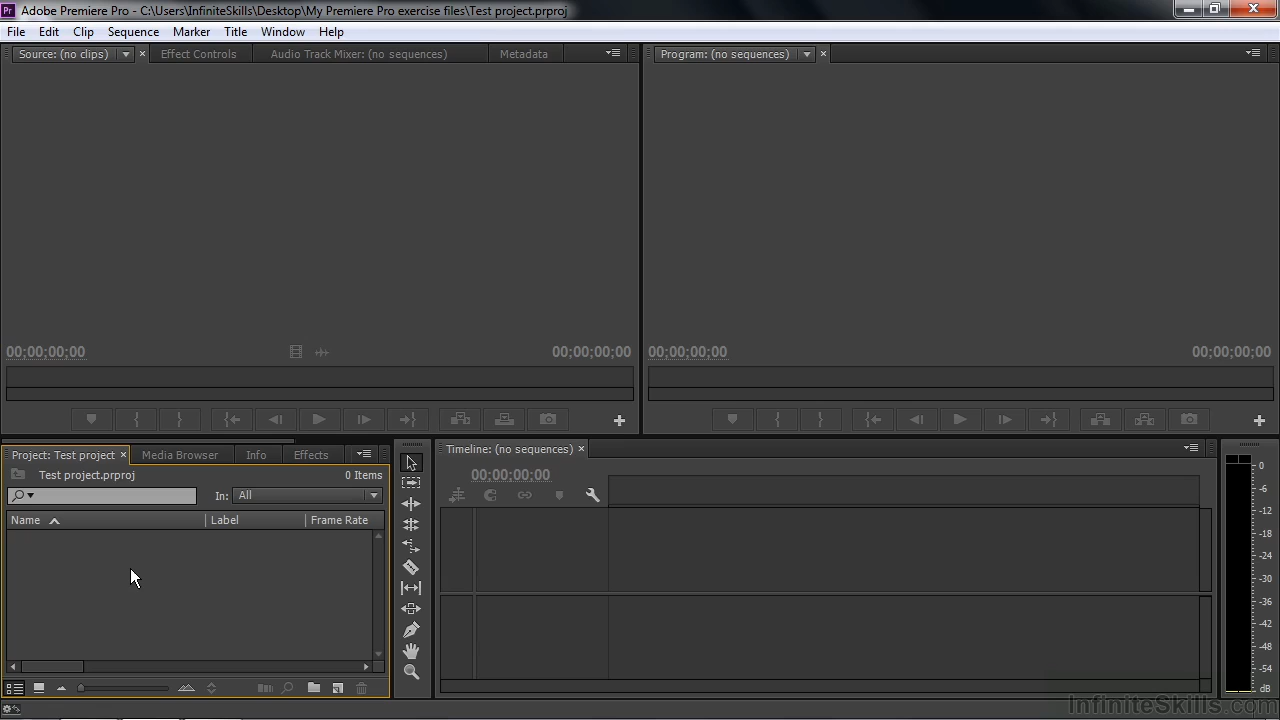 Pr Adobe Premiere Pro - C:\Users\InfiniteSkills\Desktop\My Premiere Pro exercise files\Test project.prproj
File Edit Clip Sequence Marker Title Window Help
Source: (no clips) Effect Controls Audio Track Mixer: (no sequences) Metadata
Program: (no sequences)
00;00;00;00 00;00;00;00
00;00;00;00 00;00;00;00
Project: Test project Media Browser Info Effects
Test project.prproj 0 Items
In: All
Name Label Frame Rate
Timeline: (no sequences)
00;00;00;00
0
-6
-12
-18
-24
-30
-36
-42
-48
-54
dB
InfiniteSkills.com